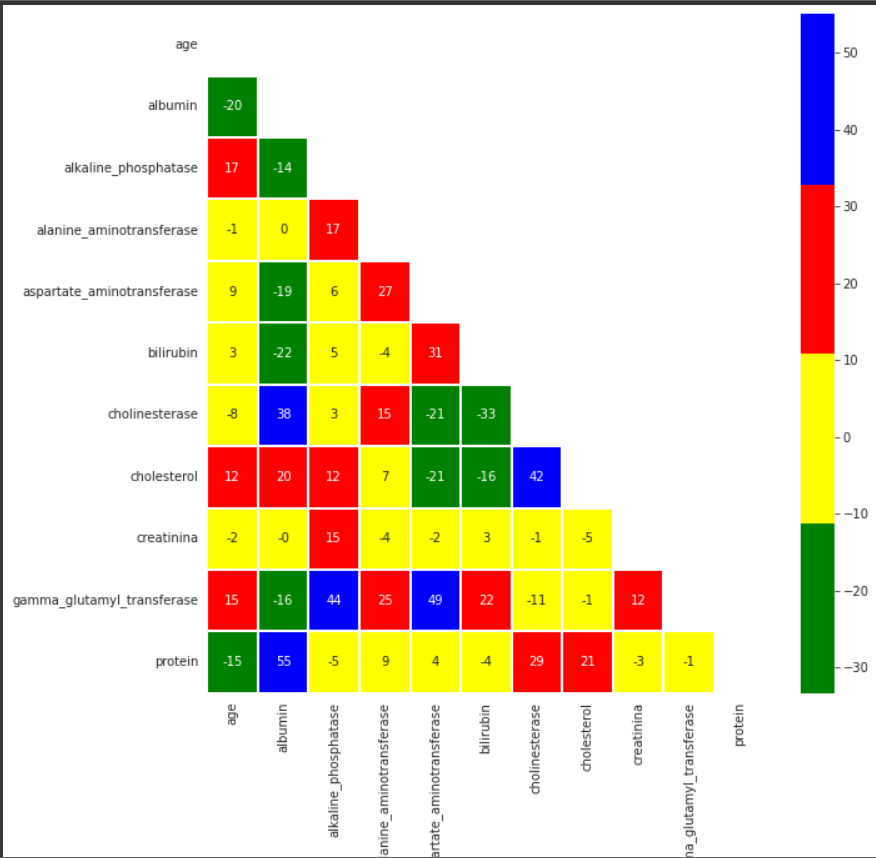 age
albumin -20
alkaline_phosphatase 17 -14
alanine_aminotransferase -1 0 17
aspartate_aminotransferase 9 -19 6 27
bilirubin 3 -22 5 -4 31
cholinesterase -8 38 3 15 -21 -33
cholesterol 12 20 12 7 -21 -16 42
creatinina -2 -0 15 -4 -2 3 -1 -5
gamma_glutamyl_transferase 15 -16 44 25 49 22 -11 -1 12
protein -15 55 -5 9 4 -4 29 21 -3 -1
age
albumin
alkaline_phosphatase
anine_aminotransferase
artate_aminotransferase
bilirubin
cholinesterase
cholesterol
creatinina
ma_glutamyl_transferase
protein
50
40
30
20
10
0
−10
−20
−30